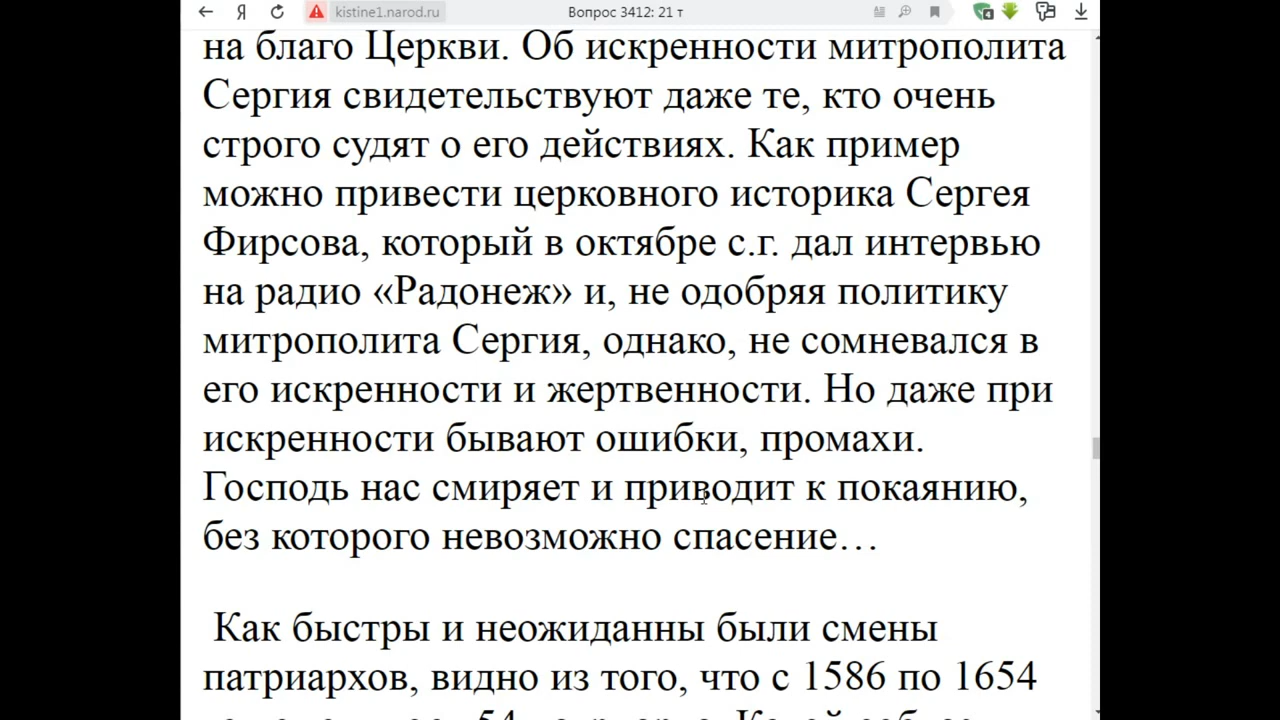 Я kistine1.narod.ru Вопрос 3412: 21 т 4
на благо Церкви. Об искренности митрополита
Сергия свидетельствуют даже те, кто очень
строго судят о его действиях. Как пример
можно привести церковного историка Сергея
Фирсова, который в октябре с.г. дал интервью
на радио «Радонеж» и, не одобряя политику
митрополита Сергия, однако, не сомневался в
его искренности и жертвенности. Но даже при
искренности бывают ошибки, промахи.
Господь нас смиряет и приводит к покаянию,
без которого невозможно спасение…
Как быстры и неожиданны были смены
патриархов, видно из того, что с 1586 по 1654
54